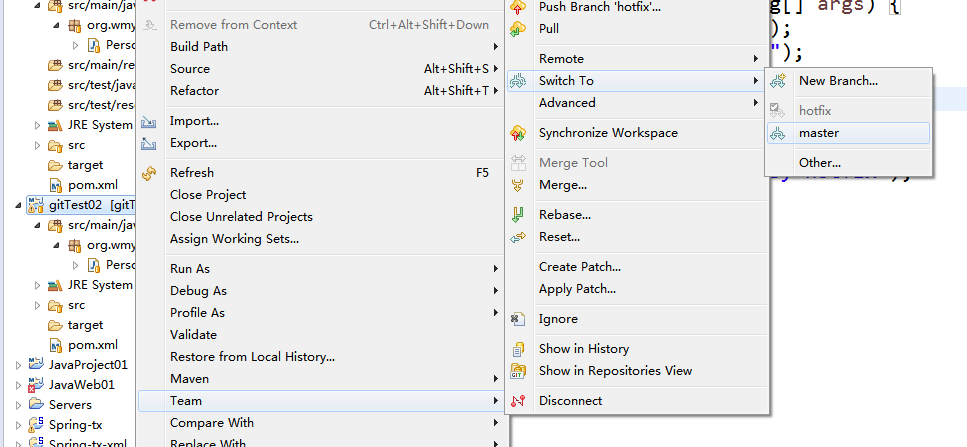 src/main/jav
org.wmy
Perso
src/main/re
src/test/java
src/test/reso
JRE System
src
target
pom.xml
gitTest02 [gitT
src/main/jav
org.wmy
Perso
JRE System
src
target
pom.xml
JavaProject01
JavaWeb01
Servers
Spring-tx
Spring-tx-xml
Remove from Context Ctrl+Alt+Shift+Down
Build Path
Source Alt+Shift+S
Refactor Alt+Shift+T
Import...
Export...
Refresh F5
Close Project
Close Unrelated Projects
Assign Working Sets...
Run As
Debug As
Profile As
Validate
Restore from Local History...
Maven
Team
Compare With
Replace With
Push Branch 'hotfix'...
Pull
Remote
Switch To
Advanced
Synchronize Workspace
Merge Tool
Merge...
Rebase...
Reset...
Create Patch...
Apply Patch...
Ignore
Show in History
Show in Repositories View
Disconnect
New Branch...
hotfix
master
Other...
g[] args) {
);
");